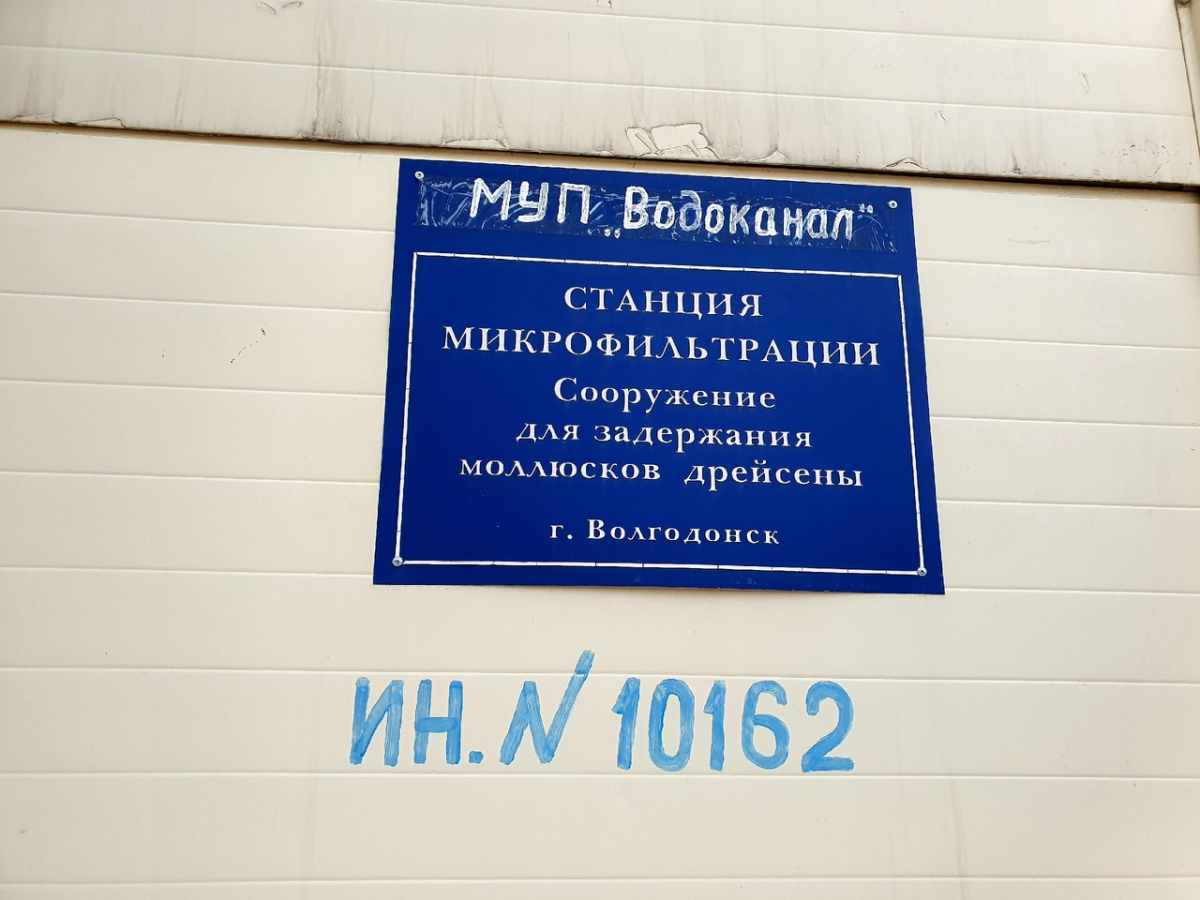 МУП „Водоканал"
СТАНЦИЯ
МИКРОФИЛЬТРАЦИИ
Сооружение
для задержания
моллюсков дрейсены
г. Волгодонск
ИН. N 10162